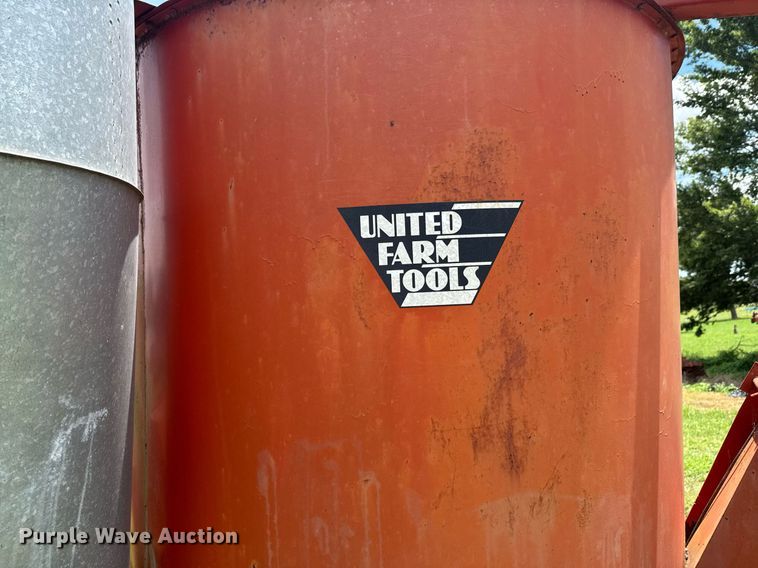 UNITED
FARM
TOOLS
Purple Wave Auction